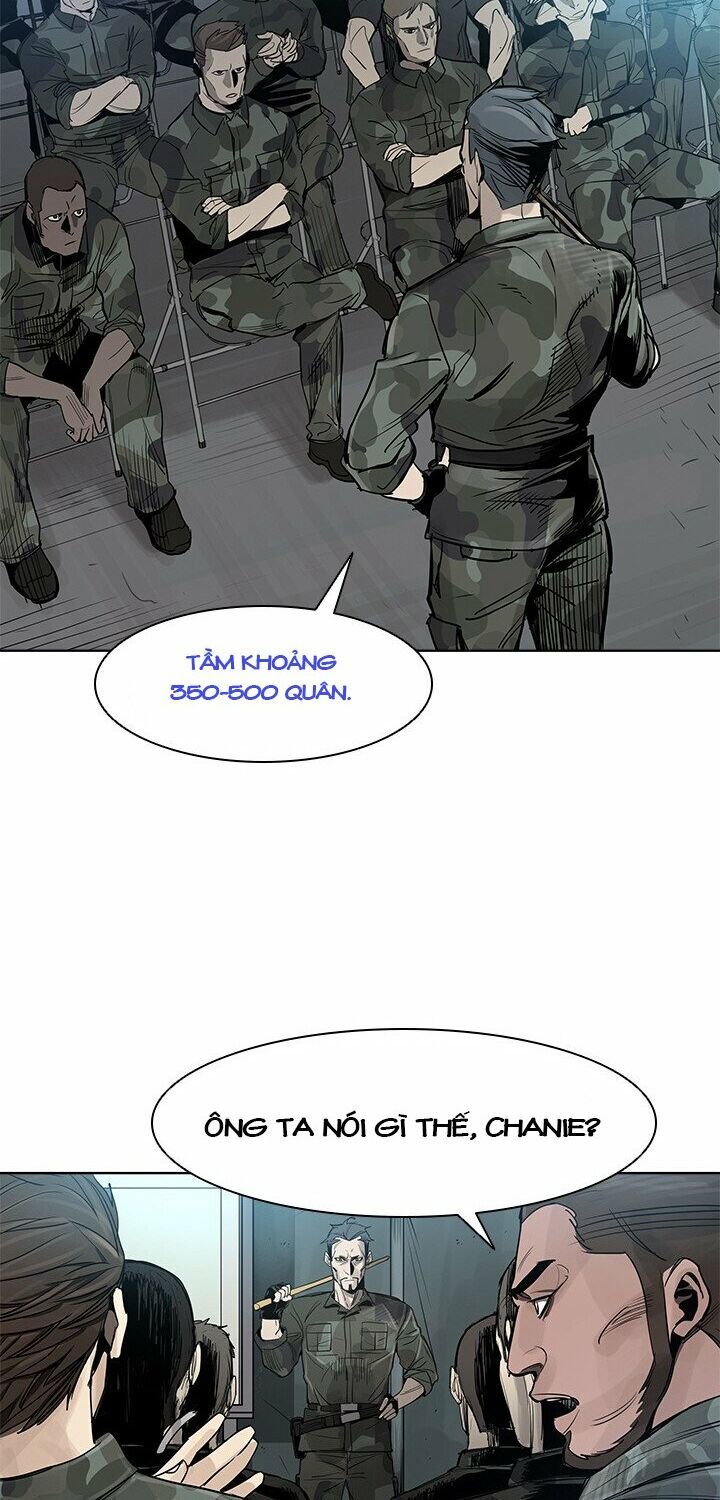 TẦM KHOẢNG
350-500 QUÂN.
ÔNG TA NÓI GÌ THẾ, CHANIE?